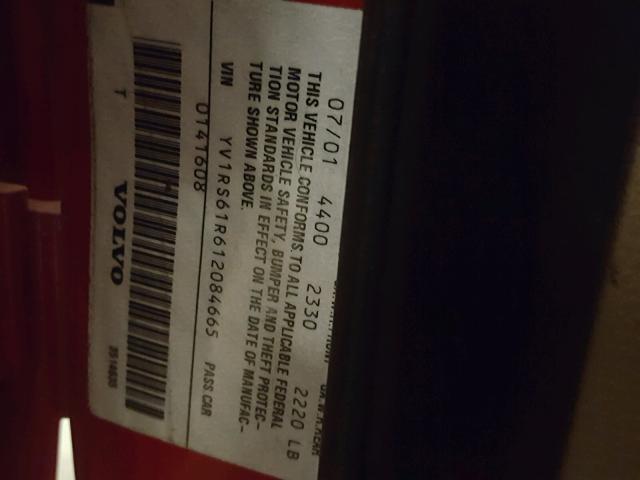 G.A.W.R.REAR
07/01 4400 2330 2220 LB
THIS VEHICLE CONFORMS TO ALL APPLICABLE FEDERAL
MOTOR VEHICLE SAFETY, BUMPER AND THEFT PROTEC-
TION STANDARDS IN EFFECT ON THE DATE OF MANUFAC-
TURE SHOWN ABOVE.
VIN YV1RS61R612084665 PASS CAR
0141608
T VOLVO